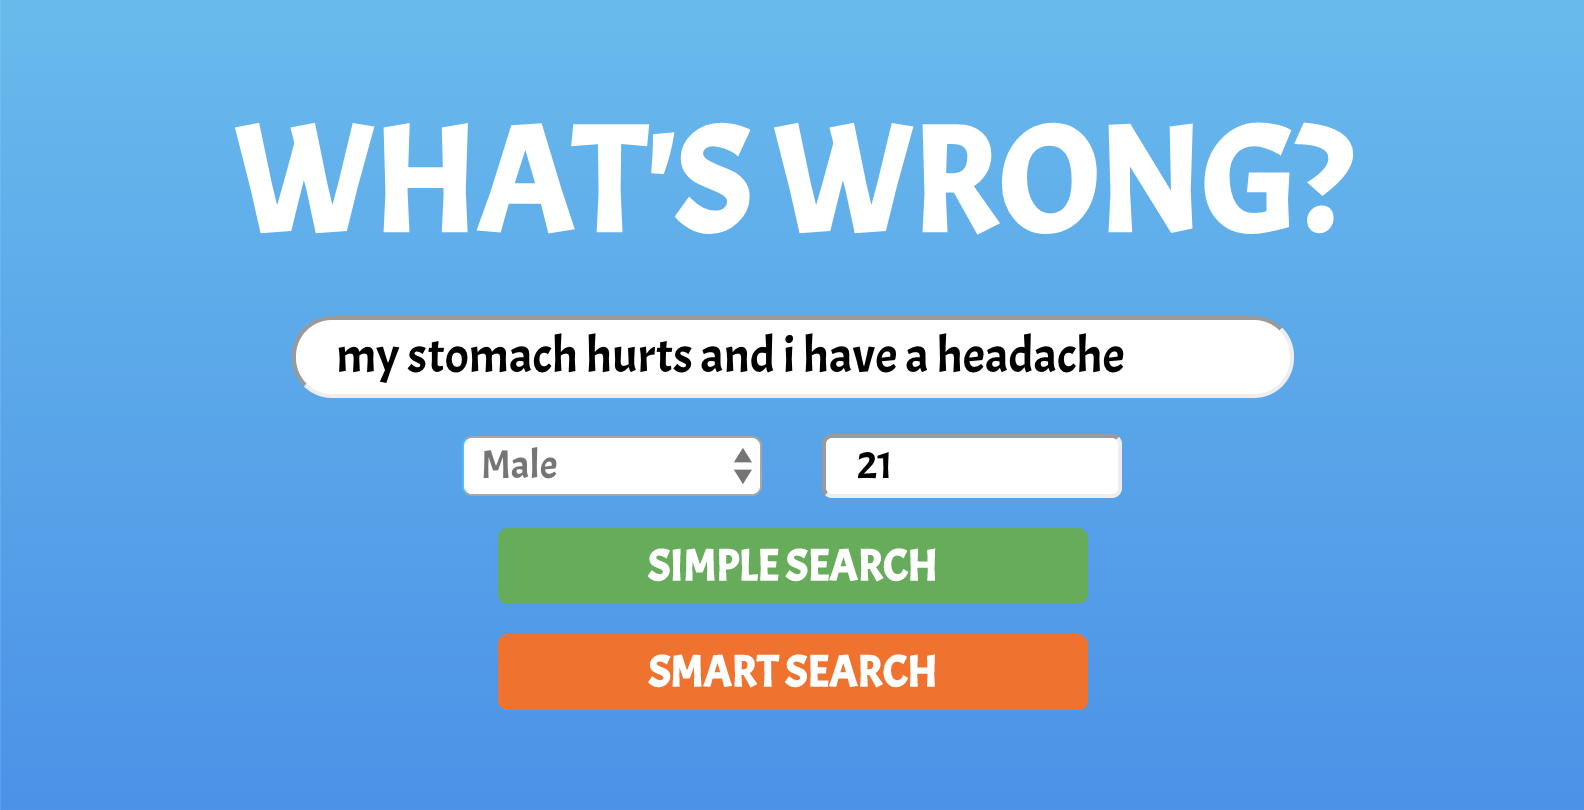 WHAT'S WRONG?
my stomach hurts and i have a headache
Male
21
SIMPLE SEARCH
SMART SEARCH